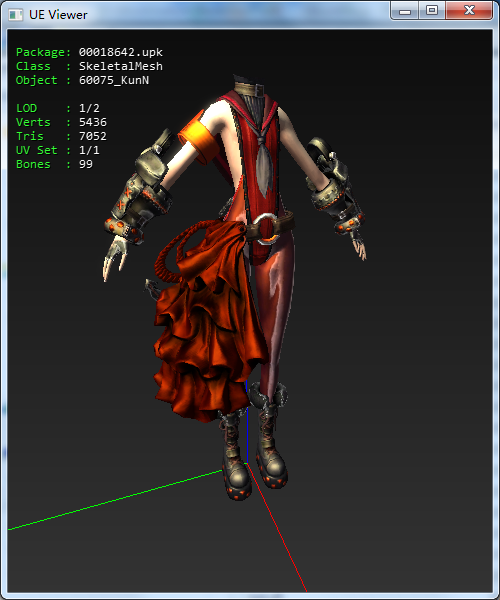 UE Viewer
Package: 00018642.upk
Class : SkeletalMesh
Object : 60075_KunN
LOD : 1/2
Verts : 5436
Tris : 7052
UV Set : 1/1
Bones : 99